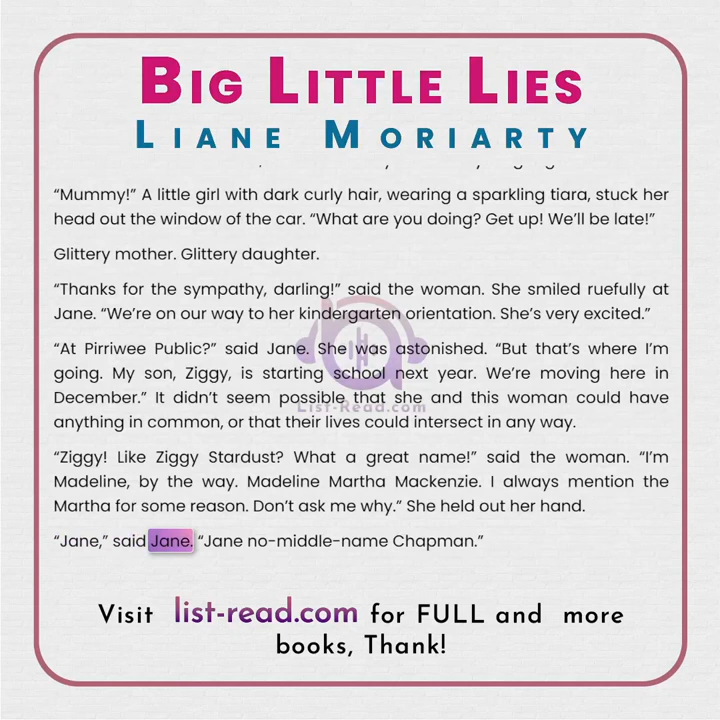 BIG LITTLE LIES
LIANE MORIARTY
“Mummy!” A little girl with dark curly hair, wearing a sparkling tiara, stuck her
head out the window of the car. “What are you doing? Get up! We’ll be late!”
Glittery mother. Glittery daughter.
“Thanks for the sympathy, darling!” said the woman. She smiled ruefully at
Jane. “We’re on our way to her kindergarten orientation. She’s very excited.”
“At Pirriwee Public?” said Jane. She was astonished. “But that’s where I’m
going. My son, Ziggy, is starting school next year. We’re moving here in
December.” It didn’t seem possible that she and this woman could have
List-Read.com
anything in common, or that their lives could intersect in any way.
“Ziggy! Like Ziggy Stardust? What a great name!” said the woman. “I’m
Madeline, by the way. Madeline Martha Mackenzie. I always mention the
Martha for some reason. Don’t ask me why.” She held out her hand.
“Jane,” said Jane. “Jane no-middle-name Chapman.”
Visit list-read.com for FULL and more
books, Thank!